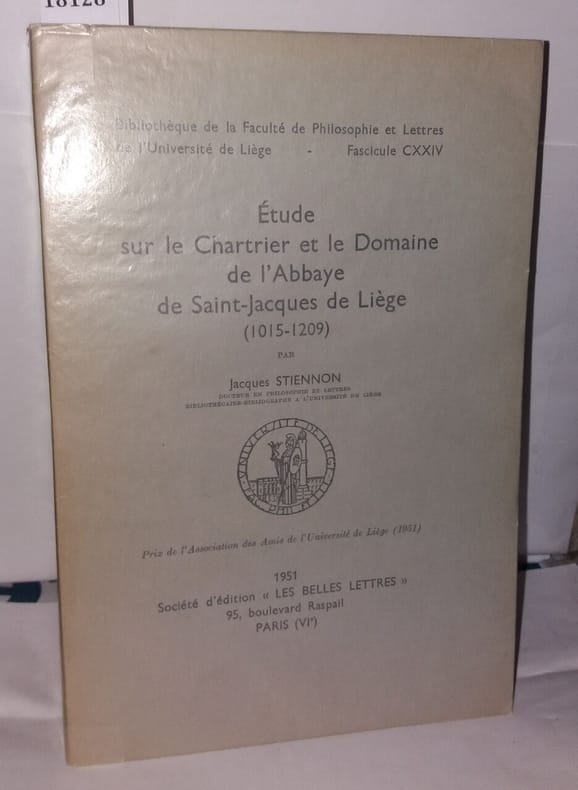 18128
Bibliothèque de la Faculté de Philosophie et Lettres
de l'Université de Liège - Fascicule CXXIV
Étude
sur le Chartrier et le Domaine
de l'Abbaye
de Saint-Jacques de Liège
(1015-1209)
PAR
Jacques STIENNON
DOCTEUR EN PHILOSOPHIE ET LETTRES
BIBLIOTHÉCAIRE-BIBLIOGRAPHE A L'UNIVERSITÉ DE LIÉGE
Prix de l'Association des Amis de l'Université de Liège (1951)
1951
Société d'édition « LES BELLES LETTRES »
95, boulevard Raspail
PARIS (VIe)